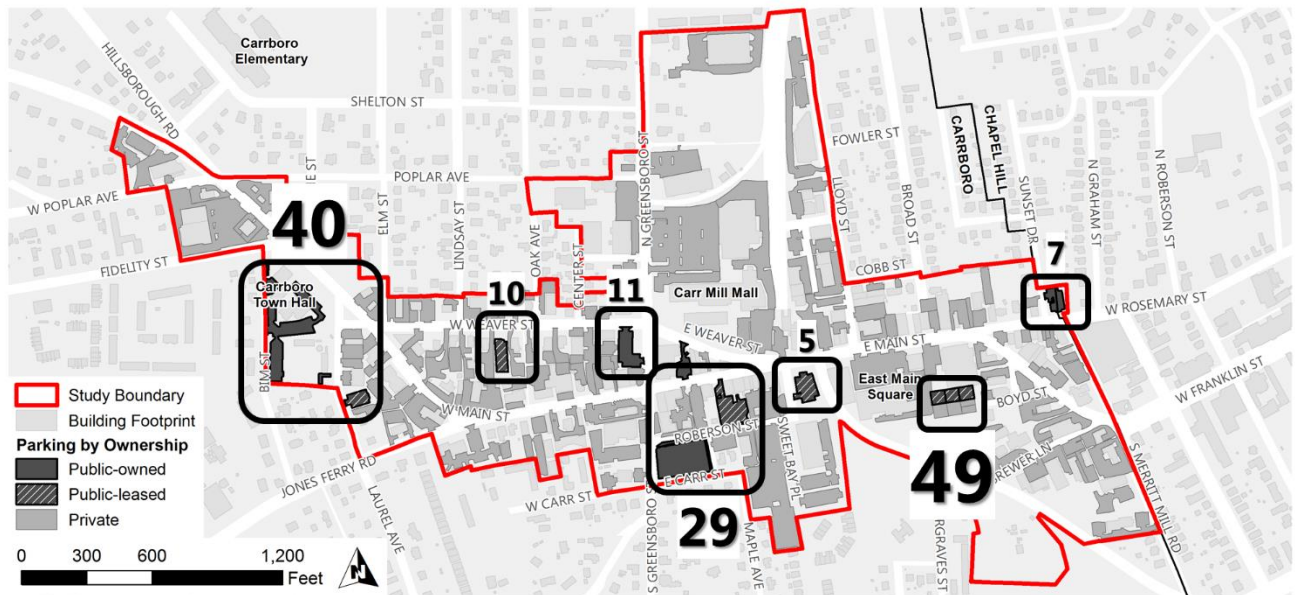 Carrboro
Elementary
HILLSBOROUGH RD
SHELTON ST
FOWLER ST
CARRBORO
CHAPEL HILL
SUNSET DR
N GRAHAM ST
N ROBERSON ST
POPLAR AVE
W POPLAR AVE
N GREENSBORO ST
LLOYD ST
BROAD ST
ELM ST
LINDSAY ST
OAK AVE
CENTER ST
40
FIDELITY ST
COBB ST
7
Carrboro
Town Hall
10
11
Carr Mill Mall
W ROSEMARY ST
W WEAVER ST
E WEAVER ST
5
E MAIN ST
BIM ST
East Main
Square
W FRANKLIN ST
W MAIN ST
BOYD ST
ROBERSON ST
SWEET BAY PL
JONES FERRY RD
E CARR ST
W CARR ST
49
BREWER LN
S MERRITT MILL RD
LAUREL AVE
S GREENSBORO ST
29
MAPLE AVE
RGRAVES ST
Study Boundary
Building Footprint
Parking by Ownership
Public-owned
Public-leased
Private
0 300 600 1,200
Feet
N